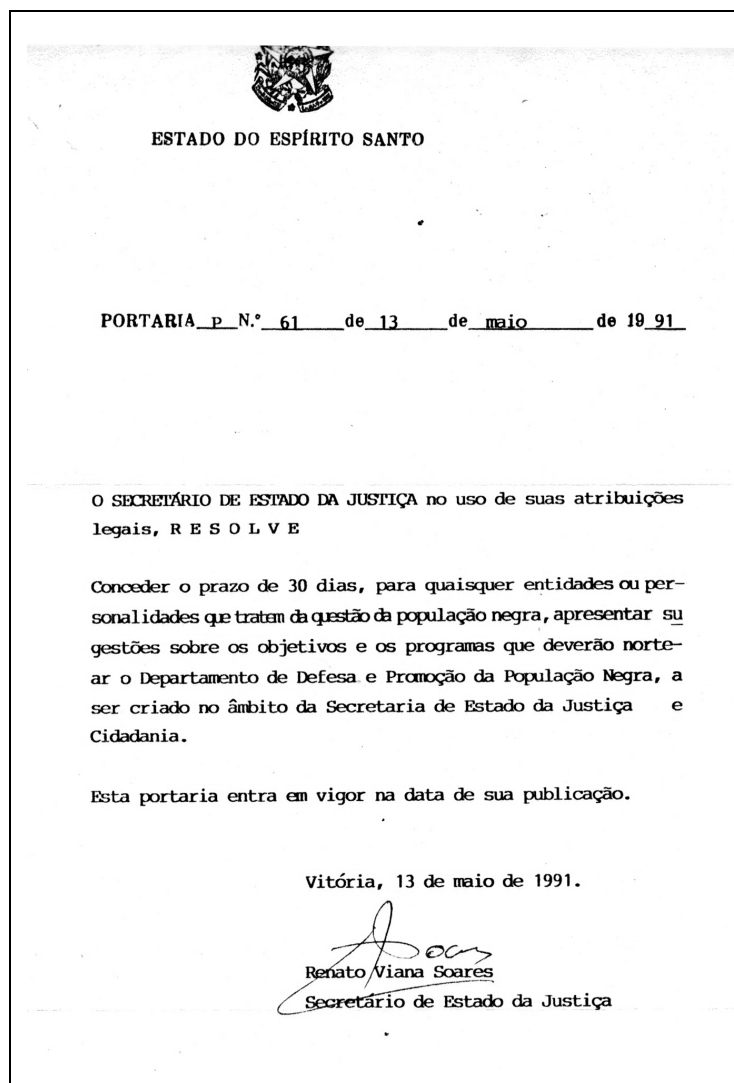 ESTADO DO ESPÍRITO SANTO
PORTARIA p N.º 61 de 13 de maio de 19 91
O SECRETÁRIO DE ESTADO DA JUSTIÇA no uso de suas atribuições
legais, R E S O L V E
Conceder o prazo de 30 dias, para quaisquer entidades ou per-
sonalidades que tratem da questão da população negra, apresentar su
gestões sobre os objetivos e os programas que deverão norte-
ar o Departamento de Defesa e Promoção da População Negra, a
ser criado no âmbito da Secretaria de Estado da Justiça e
Cidadania.
Esta portaria entra em vigor na data de sua publicação.
Vitória, 13 de maio de 1991.
Renato Viana Soares
Secretário de Estado da Justiça